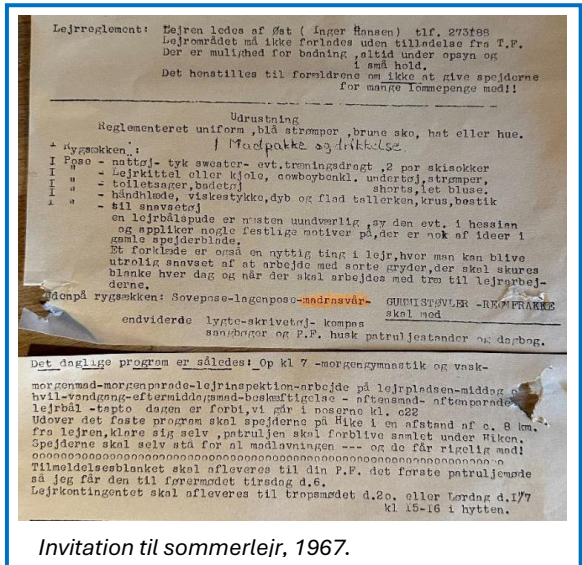 Lejrreglement: Lejren ledes af Øst ( Inger Hansen) tlf. 273188
Lejrområdet må ikke forlades uden tilladelse fra T.F.
Der er mulighed for badning ,altid under opsyn og
i små hold.
Det henstilles til forældrene om ikke at give spejderne
for mange Tommepenge med!!
Udrustning
Reglementeret uniform ,blå strømper ,brune sko, hat eller hue.
I Rygsækken: 1 Madpakke og drikkelse
I Pose - nattøj- tyk sweater- evt.træningsdragt ,2 par skisokker
I " - Lejrkittel eller kjole, cowboybenkl. undertøj,strømper,
shorts,let bluse.
I " - toiletsager,badetøj
I " - håndklæde, viskestykke,dyb og flad tallerken,krus,bestik
I " - til snavsetøj
en lejrbålspude er næsten uundværlig ,sy den evt. i hessian
og appliker nogle festlige motiver på,der er nok af ideer i
gamle spejderblade.
Et forklæde er også en nyttig ting i lejr,hvor man kan blive
utrolig snavset af at arbejde med sorte gryder,der skal skures
blanke hver dag og når der skal arbejdes med træ til lejrarbej-
derne.
Udenpå rygsækken: Sovepose-lagenpose-madrasvår- GUMMISTØVLER -REGNFRAKKE
skal med
endviderde lygte-skrivetøj- kompas
sangbøger og P.F. husk patruljestander og dagbog.
Det daglige program er således: Op kl 7 -morgengymnastik og vask-
morgenmad-morgenparade-lejrinspektion-arbejde på lejrpladsen-middag
hvil-vandgang-eftermiddagsmad-beskæftigelse - aftensmad- aftenparade
lejrbål -tapto dagen er forbi,vi går i poserne kl. c22
Udover det faste program skal spejderne på Hike i en afstand af c. 8 km.
fra lejren,klare sig selv ,patruljen skal forblive samlet under Hiken.
Spejderne skal selv stå for al madlavningen --- og de får rigelig mad!
oooooooooooooooooooooooooooooooooooooooooooooooooooooooooo
Tilmeldelsesblanket skal afleveres til din P.F. det første patruljemøde
så jeg får den til førermødet tirsdag d.6.
Lejrkontingentet skal afleveres til tropsmødet d.2o. eller Lørdag d.1/7
kl 15-16 i hytten.
Invitation til sommerlejr, 1967.